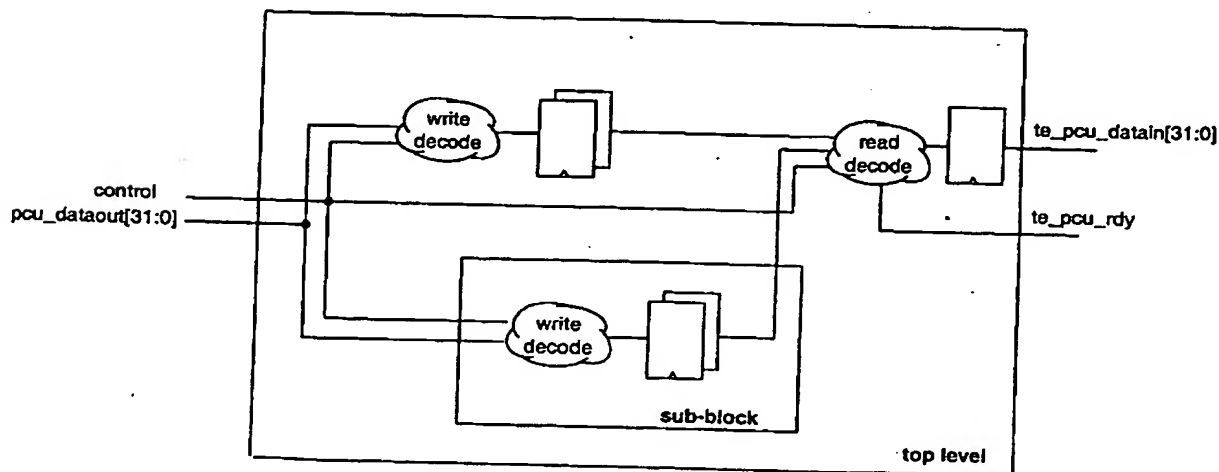 write
decode
read
decode
te_pcu_datain[31:0]
control
pcu_dataout[31:0]
te_pcu_rdy
write
decode
sub-block
top level